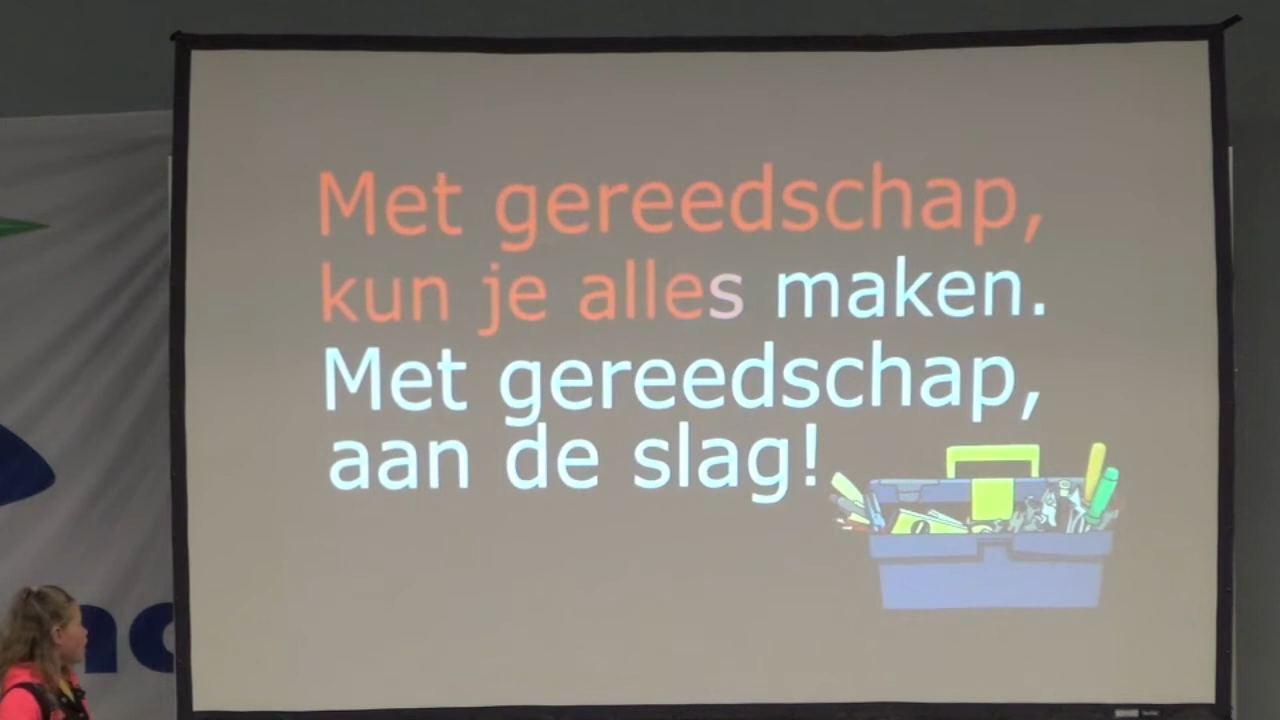 Met gereedschap,
kun je alles maken.
Met gereedschap,
aan de slag!